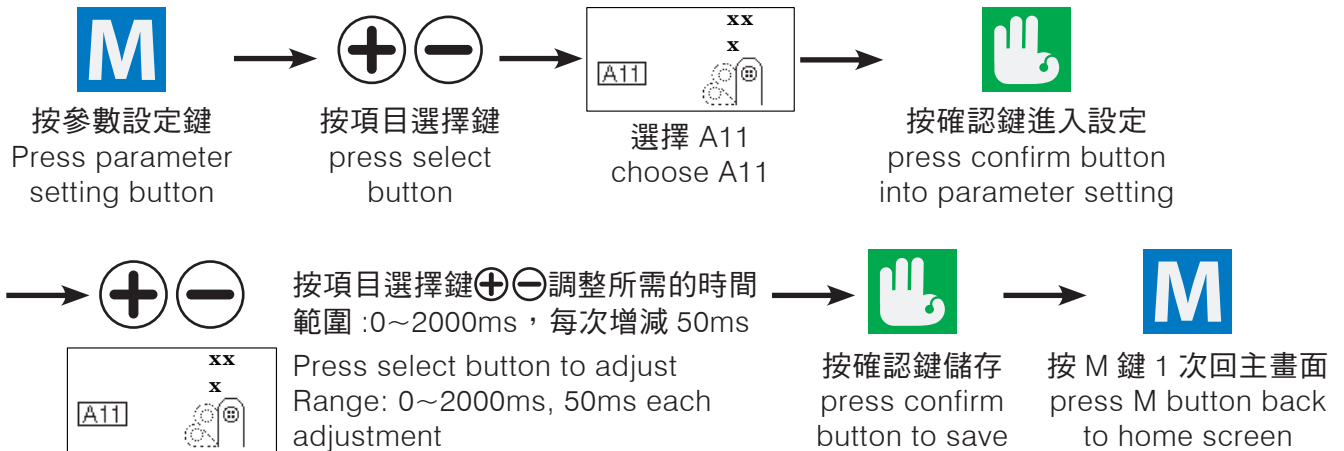 M
按參數設定鍵
Press parameter
setting button
按項目選擇鍵
press select
button
xx
x
A11
選擇 A11
choose A11
按確認鍵進入設定
press confirm button
into parameter setting
xx
x
A11
按項目選擇鍵⊕⊖調整所需的時間
範圍 :0~2000ms，每次增減 50ms
Press select button to adjust
Range: 0~2000ms, 50ms each
adjustment
按確認鍵儲存
press confirm
button to save
M
按 M 鍵 1 次回主畫面
press M button back
to home screen